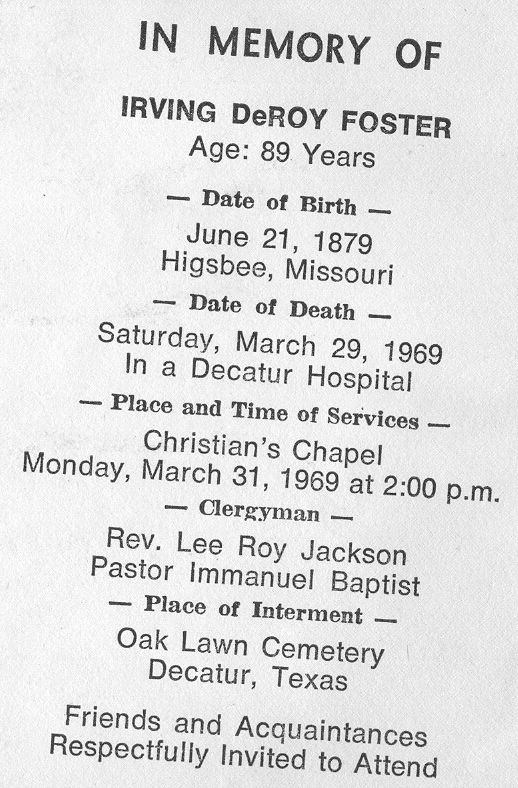 IN MEMORY OF
IRVING DeROY FOSTER
Age: 89 Years
— Date of Birth —
June 21, 1879
Higsbee, Missouri
— Date of Death —
Saturday, March 29, 1969
In a Decatur Hospital
— Place and Time of Services —
Christian's Chapel
Monday, March 31, 1969 at 2:00 p.m.
— Clergyman —
Rev. Lee Roy Jackson
Pastor Immanuel Baptist
— Place of Interment —
Oak Lawn Cemetery
Decatur, Texas
Friends and Acquaintances
Respectfully Invited to Attend